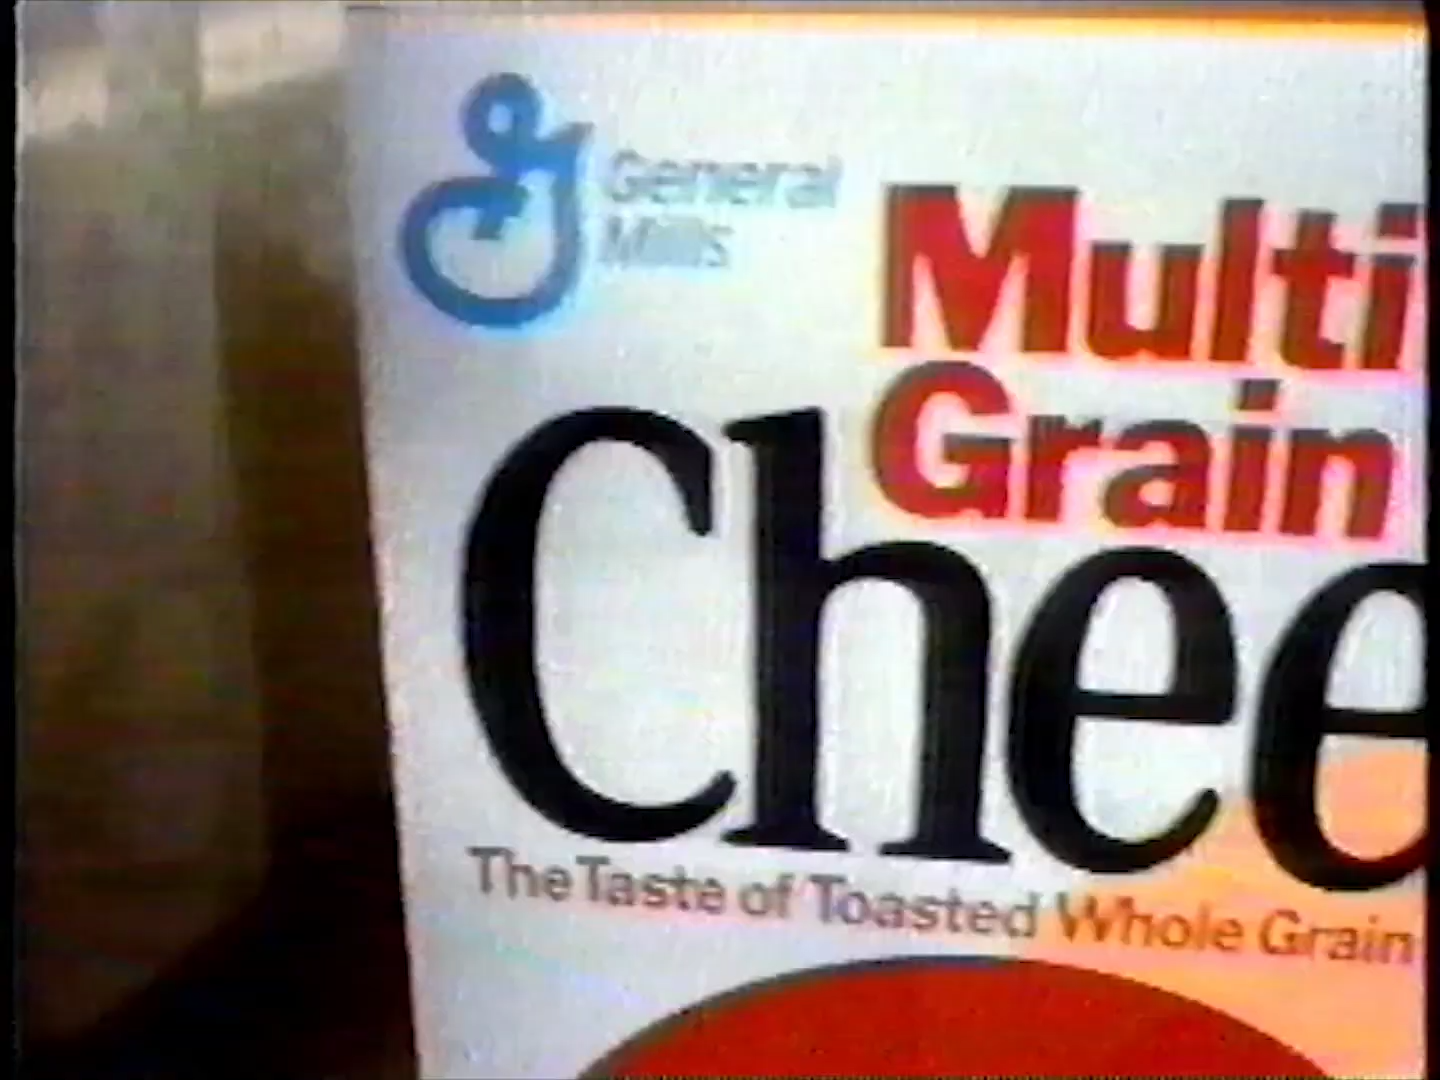 General
Mills
Multi
Grain
Chee
The Taste of Toasted Whole Grain